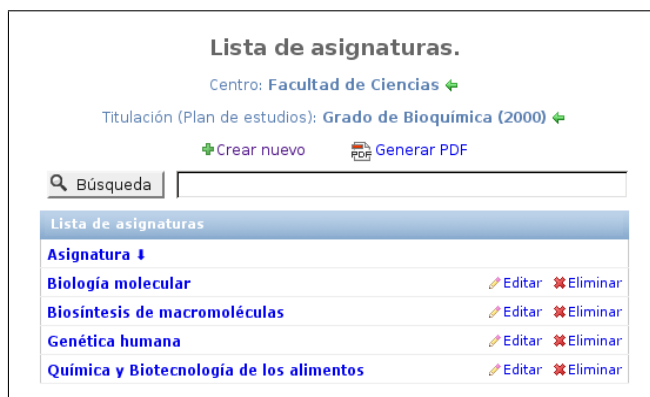 Lista de asignaturas.
Centro: Facultad de Ciencias
Titulación (Plan de estudios): Grado de Bioquímica (2000)
Crear nuevo PDF Generar PDF
Búsqueda
Lista de asignaturas
Asignatura
Biología molecular Editar Eliminar
Biosíntesis de macromoléculas Editar Eliminar
Genética humana Editar Eliminar
Química y Biotecnología de los alimentos Editar Eliminar